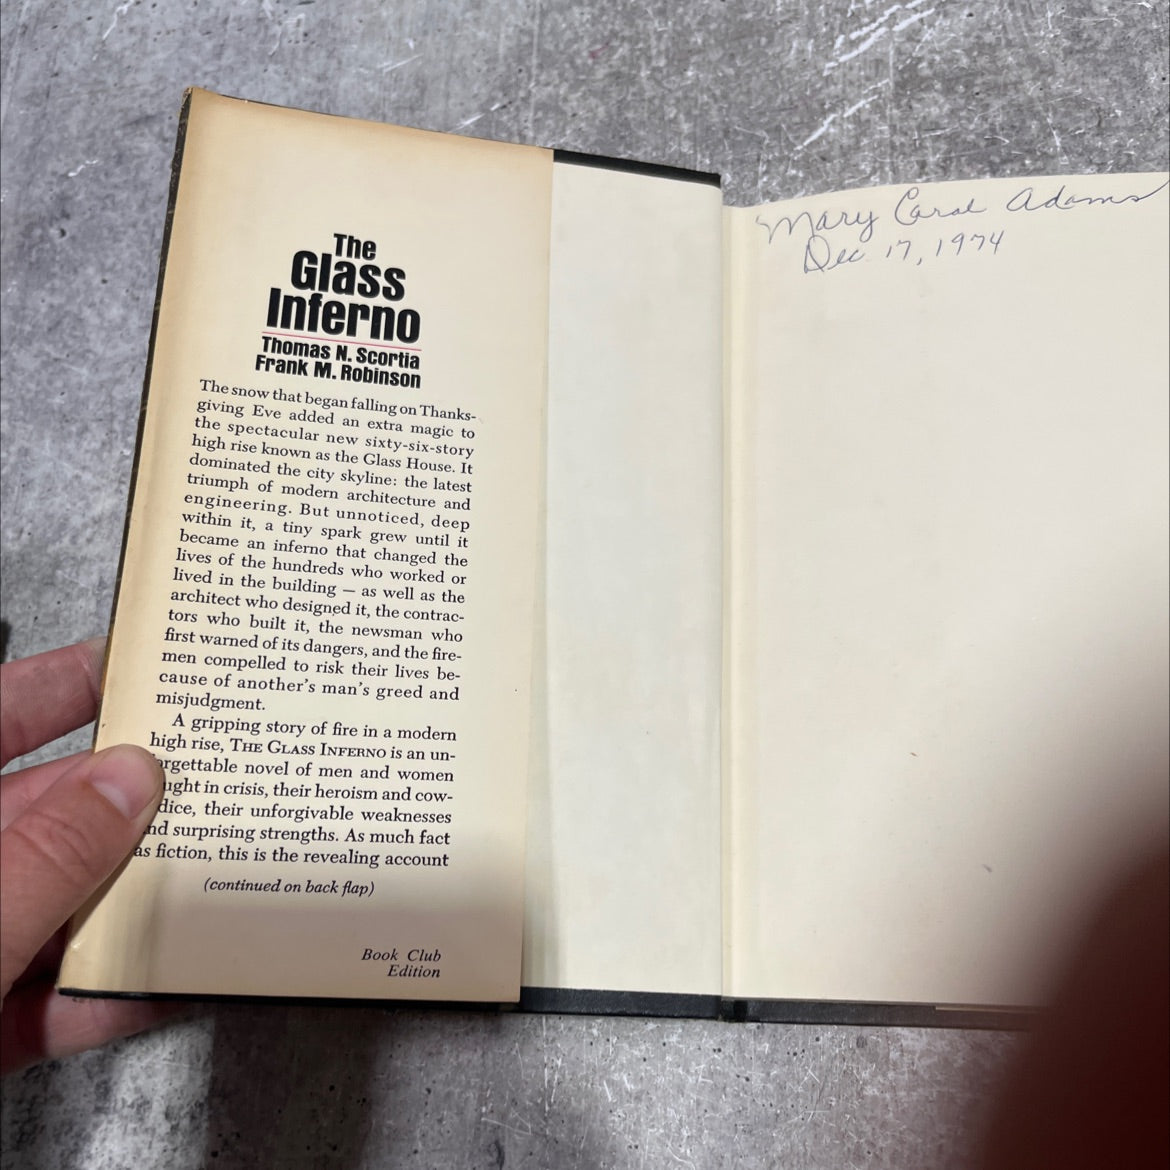 The
Glass
Inferno
Thomas N. Scortia
Frank M. Robinson
The snow that began falling on Thanks-
giving Eve added an extra magic to
the spectacular new sixty-six-story
high rise known as the Glass House. It
dominated the city skyline: the latest
triumph of modern architecture and
engineering. But unnoticed, deep
within it, a tiny spark grew until it
became an inferno that changed the
lives of the hundreds who worked or
lived in the building — as well as the
architect who designed it, the contrac-
tors who built it, the newsman who
first warned of its dangers, and the fire-
men compelled to risk their lives be-
cause of another's man's greed and
misjudgment.
A gripping story of fire in a modern
high rise, THE GLASS INFERNO is an un-
orgettable novel of men and women
ught in crisis, their heroism and cow-
dice, their unforgivable weaknesses
nd surprising strengths. As much fact
as fiction, this is the revealing account
(continued on back flap)
Book Club
Edition
Mary Carol Adams
Dec 17, 1974